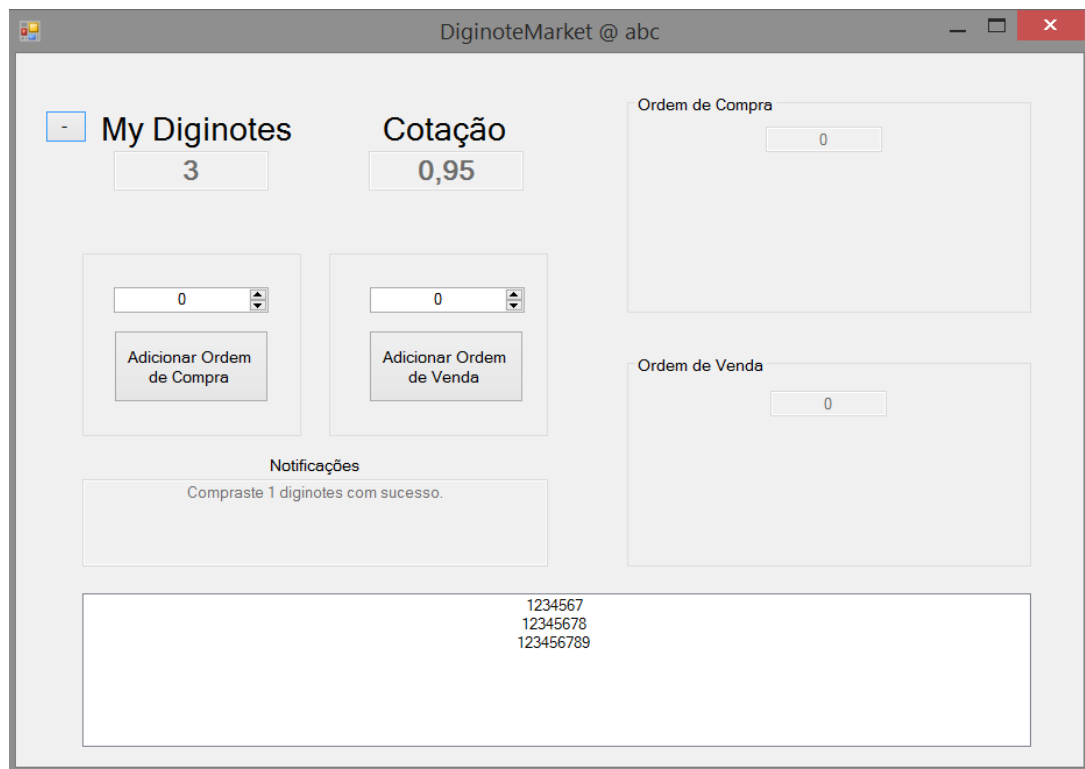 DiginoteMarket @ abc
- My Diginotes
3
Cotação
0,95
Ordem de Compra
0
0
Adicionar Ordem
de Compra
0
Adicionar Ordem
de Venda
Ordem de Venda
0
Notificações
Compraste 1 diginotes com sucesso.
1234567
12345678
123456789